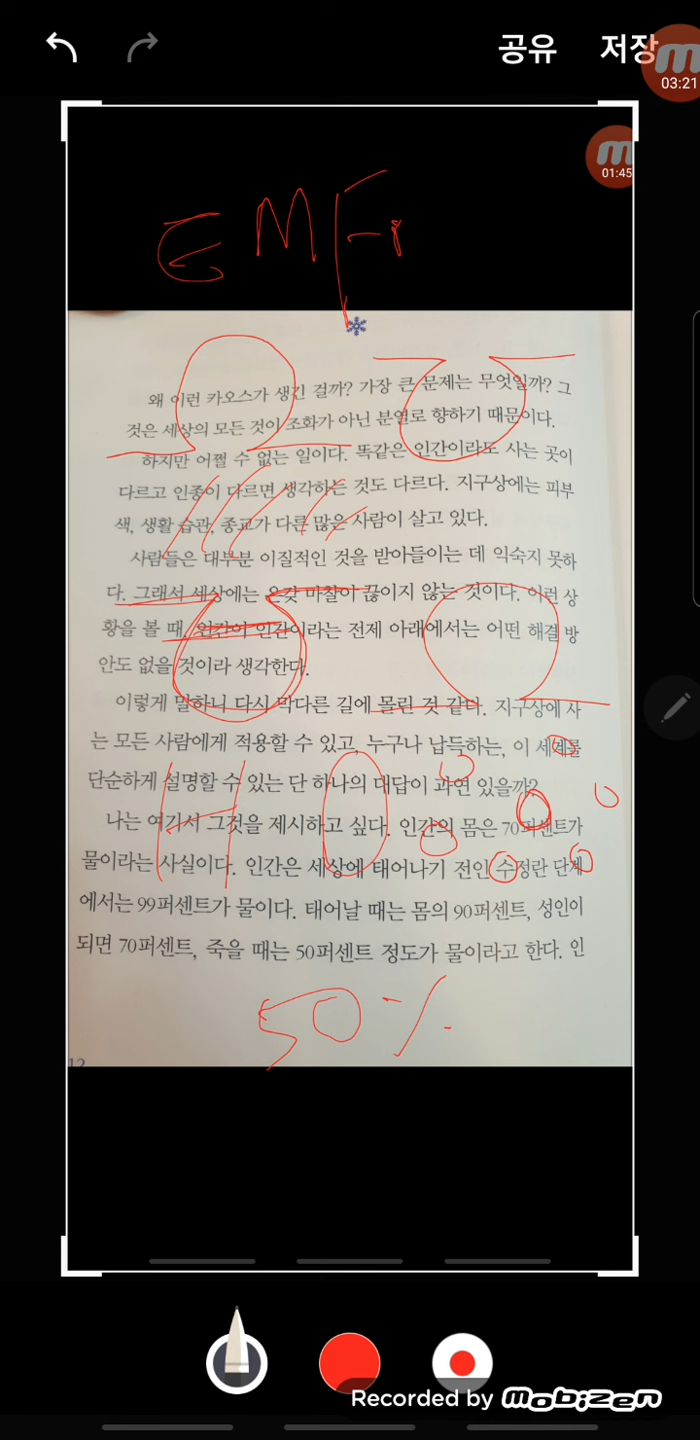 공유 저장
03:21
01:45
EMF
왜 이런 카오스가 생긴 걸까? 가장 큰 문제는 무엇일까? 그
것은 세상의 모든 것이 조화가 아닌 분열로 향하기 때문이다.
하지만 어쩔 수 없는 일이다. 똑같은 인간이라도 사는 곳이
다르고 인종이 다르면 생각하는 것도 다르다. 지구상에는 피부
색, 생활 습관, 종교가 다른 많은 사람이 살고 있다.
사람들은 대부분 이질적인 것을 받아들이는 데 익숙지 못하
다. 그래서 세상에는 온갖 마찰이 끊이지 않는 것이다. 이런 상
황을 볼 때, 인간이 인간이라는 전제 아래에서는 어떤 해결 방
안도 없을 것이라 생각한다.
이렇게 말하니 다시 막다른 길에 몰린 것 같다. 지구상에 사
는 모든 사람에게 적용할 수 있고, 누구나 납득하는, 이 세계를
단순하게 설명할 수 있는 단 하나의 대답이 과연 있을까?
나는 여기서 그것을 제시하고 싶다. 인간의 몸은 70퍼센트가
물이라는 사실이다. 인간은 세상에 태어나기 전인 수정란 단계
에서는 99퍼센트가 물이다. 태어날 때는 몸의 90퍼센트, 성인이
되면 70퍼센트, 죽을 때는 50퍼센트 정도가 물이라고 한다. 인
50%
12
Recorded by mobizen